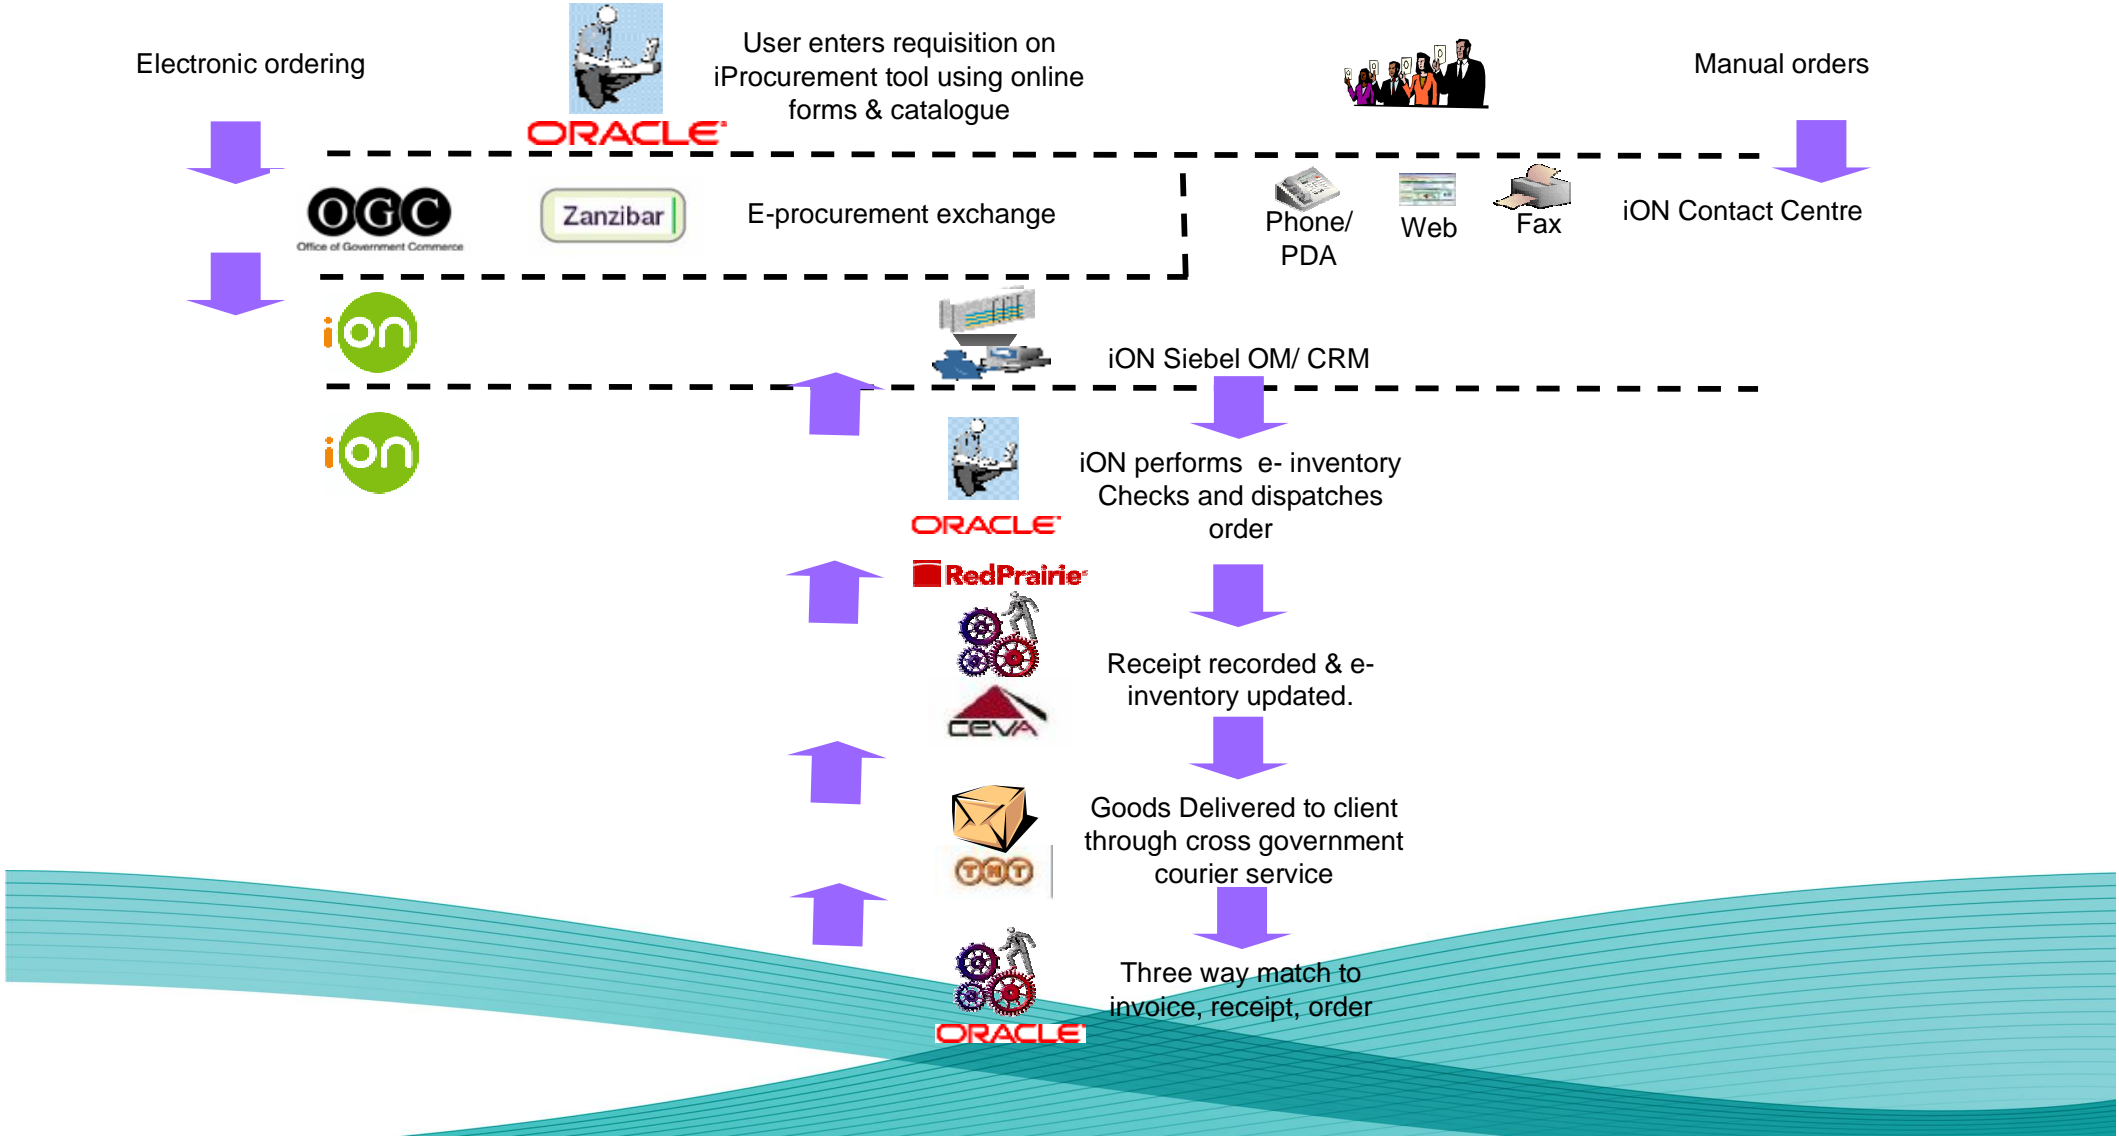 Electronic ordering
User enters requisition on
iProcurement tool using online
forms & catalogue
ORACLE
Manual orders
OGC
Office of Government Commerce
Zanzibar
E-procurement exchange
Phone/
PDA
Web
Fax
iON Contact Centre
ion
iON Siebel OM/ CRM
ion
iON performs e- inventory
Checks and dispatches
order
ORACLE
RedPrairie
Receipt recorded & e-
inventory updated.
CEVA
Goods Delivered to client
through cross government
courier service
TNT
Three way match to
invoice, receipt, order
ORACLE